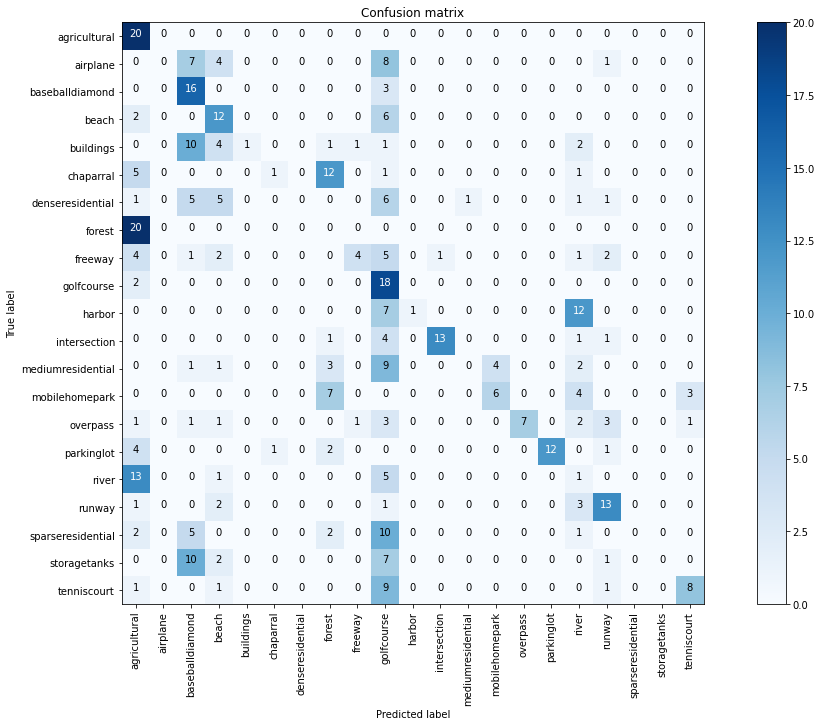 Confusion matrix
agricultural 20 0 0 0 0 0 0 0 0 0 0 0 0 0 0 0 0 0 0 0 0
airplane 0 0 7 4 0 0 0 0 0 8 0 0 0 0 0 0 0 1 0 0 0
baseballdiamond 0 0 16 0 0 0 0 0 0 3 0 0 0 0 0 0 0 0 0 0 0
beach 2 0 0 12 0 0 0 0 0 6 0 0 0 0 0 0 0 0 0 0 0
buildings 0 0 10 4 1 0 0 1 1 1 0 0 0 0 0 0 2 0 0 0 0
chaparral 5 0 0 0 0 1 0 12 0 1 0 0 0 0 0 0 1 0 0 0 0
denseresidential 1 0 5 5 0 0 0 0 0 6 0 0 1 0 0 0 1 1 0 0 0
forest 20 0 0 0 0 0 0 0 0 0 0 0 0 0 0 0 0 0 0 0 0
freeway 4 0 1 2 0 0 0 0 4 5 0 1 0 0 0 0 1 2 0 0 0
golfcourse 2 0 0 0 0 0 0 0 0 18 0 0 0 0 0 0 0 0 0 0 0
harbor 0 0 0 0 0 0 0 0 0 7 1 0 0 0 0 0 12 0 0 0 0
intersection 0 0 0 0 0 0 0 1 0 4 0 13 0 0 0 0 1 1 0 0 0
mediumresidential 0 0 1 1 0 0 0 3 0 9 0 0 0 4 0 0 2 0 0 0 0
mobilehomepark 0 0 0 0 0 0 0 7 0 0 0 0 0 6 0 0 4 0 0 0 3
overpass 1 0 1 1 0 0 0 0 1 3 0 0 0 0 7 0 2 3 0 0 1
parkinglot 4 0 0 0 0 1 0 2 0 0 0 0 0 0 0 12 0 1 0 0 0
river 13 0 0 1 0 0 0 0 0 5 0 0 0 0 0 0 1 0 0 0 0
runway 1 0 0 2 0 0 0 0 0 1 0 0 0 0 0 0 3 13 0 0 0
sparseresidential 2 0 5 0 0 0 0 2 0 10 0 0 0 0 0 0 1 0 0 0 0
storagetanks 0 0 10 2 0 0 0 0 0 7 0 0 0 0 0 0 0 1 0 0 0
tenniscourt 1 0 0 1 0 0 0 0 0 9 0 0 0 0 0 0 0 1 0 0 8
True label
agricultural
airplane
baseballdiamond
beach
buildings
chaparral
denseresidential
forest
freeway
golfcourse
harbor
intersection
mediumresidential
mobilehomepark
overpass
parkinglot
river
runway
sparseresidential
storagetanks
tenniscourt
Predicted label
20.0
17.5
15.0
12.5
10.0
7.5
5.0
2.5
0.0